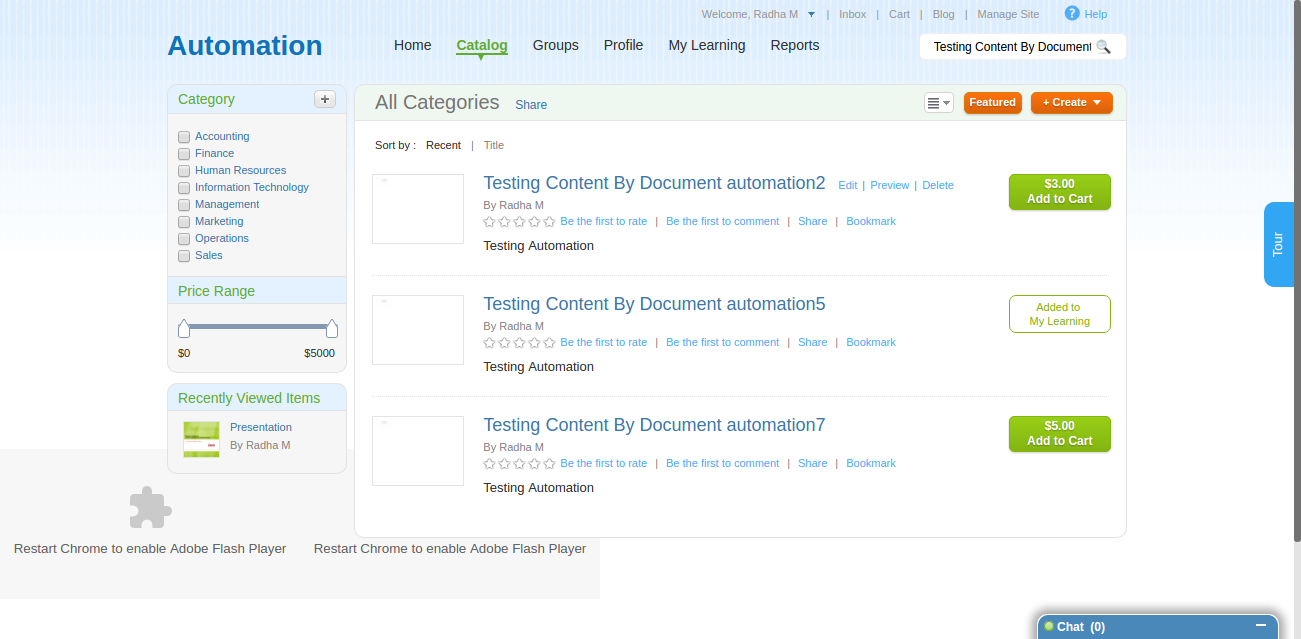 Welcome, Radha M | Inbox | Cart | Blog | Manage Site ? Help
Automation
Home Catalog Groups Profile My Learning Reports
Testing Content By Document
Category +
Accounting
Finance
Human Resources
Information Technology
Management
Marketing
Operations
Sales
Price Range
$0 $5000
Recently Viewed Items
Presentation
By Radha M
All Categories Share
Featured
+ Create
Sort by : Recent | Title
Testing Content By Document automation2 Edit | Preview | Delete
By Radha M
Be the first to rate | Be the first to comment | Share | Bookmark
Testing Automation
$3.00
Add to Cart
Testing Content By Document automation5
By Radha M
Be the first to rate | Be the first to comment | Share | Bookmark
Testing Automation
Added to
My Learning
Testing Content By Document automation7
By Radha M
Be the first to rate | Be the first to comment | Share | Bookmark
Testing Automation
$5.00
Add to Cart
Tour
Restart Chrome to enable Adobe Flash Player
Restart Chrome to enable Adobe Flash Player
Chat (0)